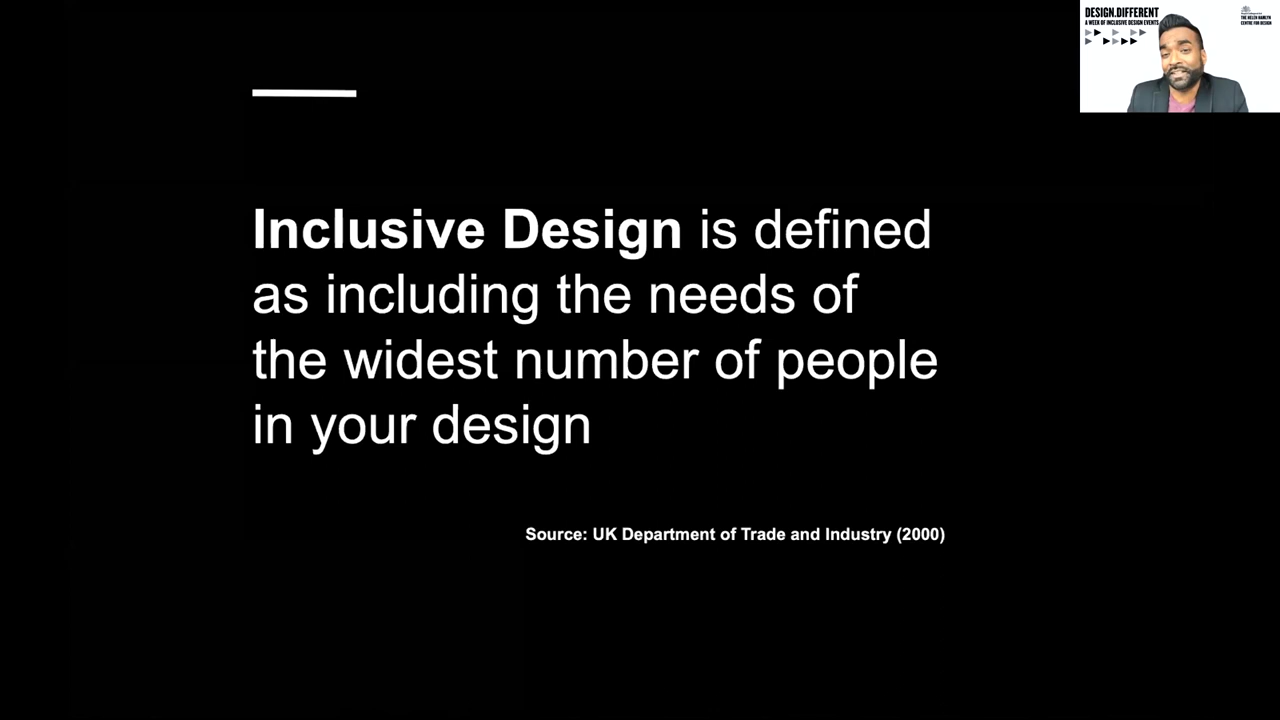 DESIGN.DIFFERENT
A WEEK OF INCLUSIVE DESIGN EVENTS
THE HELEN HAMLYN
CENTRE FOR DESIGN
Inclusive Design is defined
as including the needs of
the widest number of people
in your design
Source: UK Department of Trade and Industry (2000)